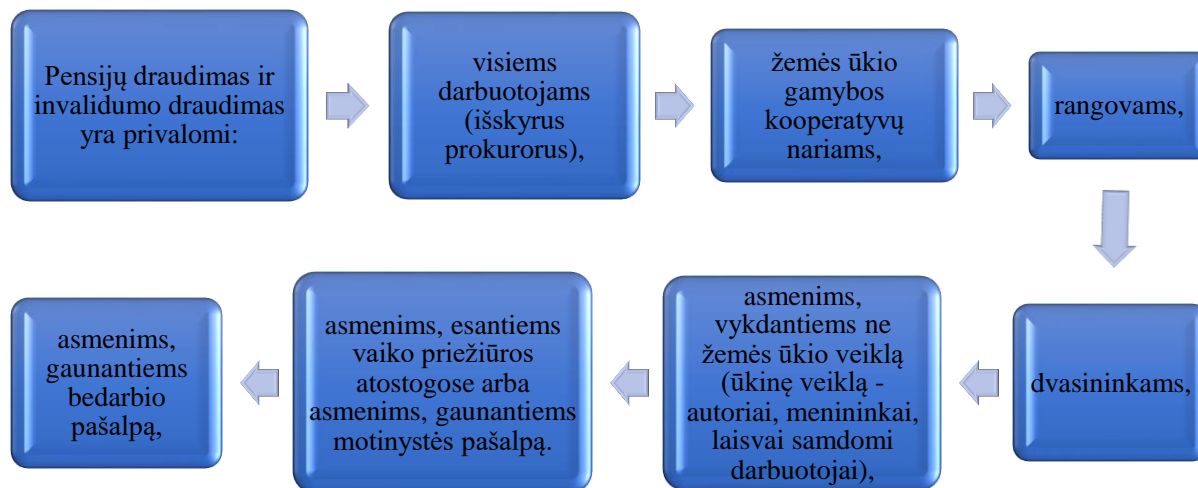 Pensijų draudimas ir
invalidumo draudimas
yra privalomi:
visiems
darbuotojams
(išskyrus
prokurorus),
žemės ūkio
gamybos
kooperatyvų
nariams,
rangovams,
dvasininkams,
asmenims,
vykdantiems ne
žemės ūkio veiklą
(ūkinę veiklą -
autoriai, menininkai,
laisvai samdomi
darbuotojai),
asmenims, esantiems
vaiko priežiūros
atostogose arba
asmenims, gaunantiems
motinystės pašalpą.
asmenims,
gaunantiems
bedarbio
pašalpą,